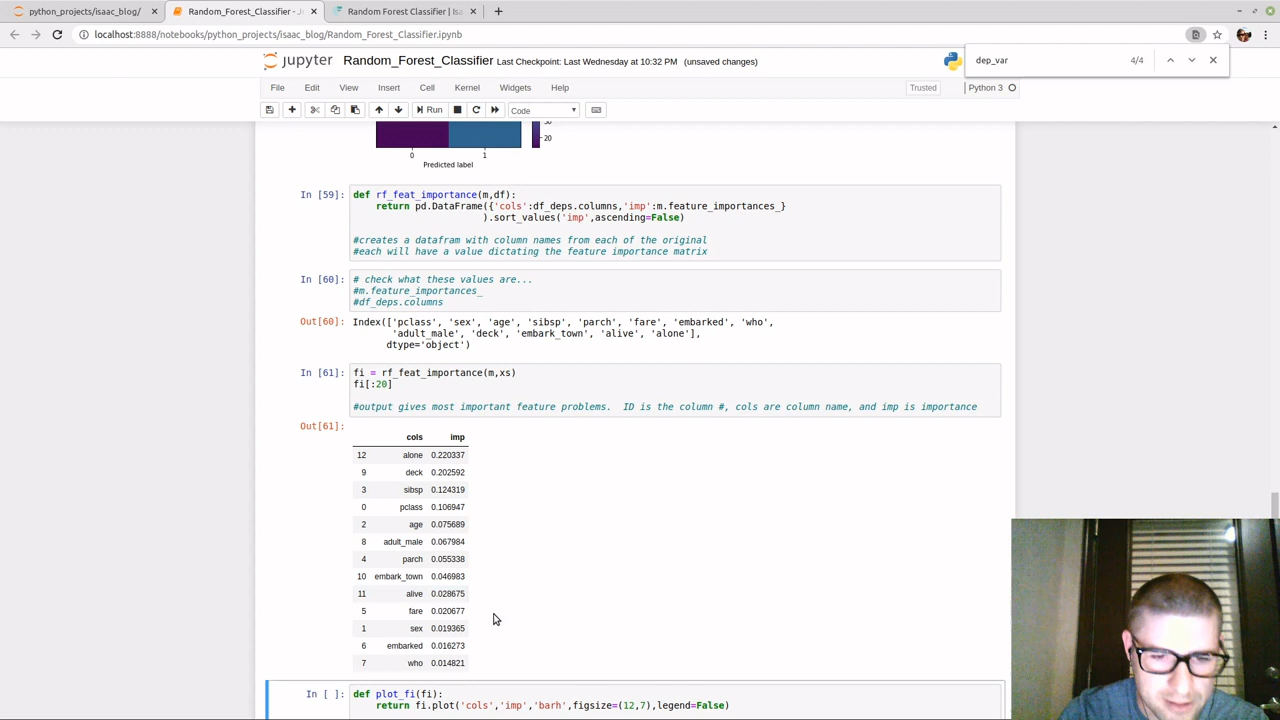 python_projects/isaac_blog/
Random_Forest_Classifier - J
Random Forest Classifier | Isa
localhost:8888/notebooks/python_projects/isaac_blog/Random_Forest_Classifier.ipynb
dep_var 4/4
jupyter Random_Forest_Classifier Last Checkpoint: Last Wednesday at 10:32 PM (unsaved changes)
File Edit View Insert Cell Kernel Widgets Help Trusted Python 3
Run Code
20
0 1
Predicted label
In [59]: def rf_feat_importance(m,df):
return pd.DataFrame({'cols':df_deps.columns,'imp':m.feature_importances_}
).sort_values('imp',ascending=False)
#creates a datafram with column names from each of the original
#each will have a value dictating the feature importance matrix
In [60]: # check what these values are...
#m.feature_importances_
#df_deps.columns
Out[60]: Index(['pclass', 'sex', 'age', 'sibsp', 'parch', 'fare', 'embarked', 'who',
'adult_male', 'deck', 'embark_town', 'alive', 'alone'],
dtype='object')
In [61]: fi = rf_feat_importance(m,xs)
fi[:20]
#output gives most important feature problems.  ID is the column #, cols are column name, and imp is importance
Out[61]:
cols imp
12 alone 0.220337
9 deck 0.202592
3 sibsp 0.124319
0 pclass 0.106947
2 age 0.075689
8 adult_male 0.067984
4 parch 0.055338
10 embark_town 0.046983
11 alive 0.028675
5 fare 0.020677
1 sex 0.019365
6 embarked 0.016273
7 who 0.014821
In [ ]: def plot_fi(fi):
return fi.plot('cols','imp','barh',figsize=(12,7),legend=False)